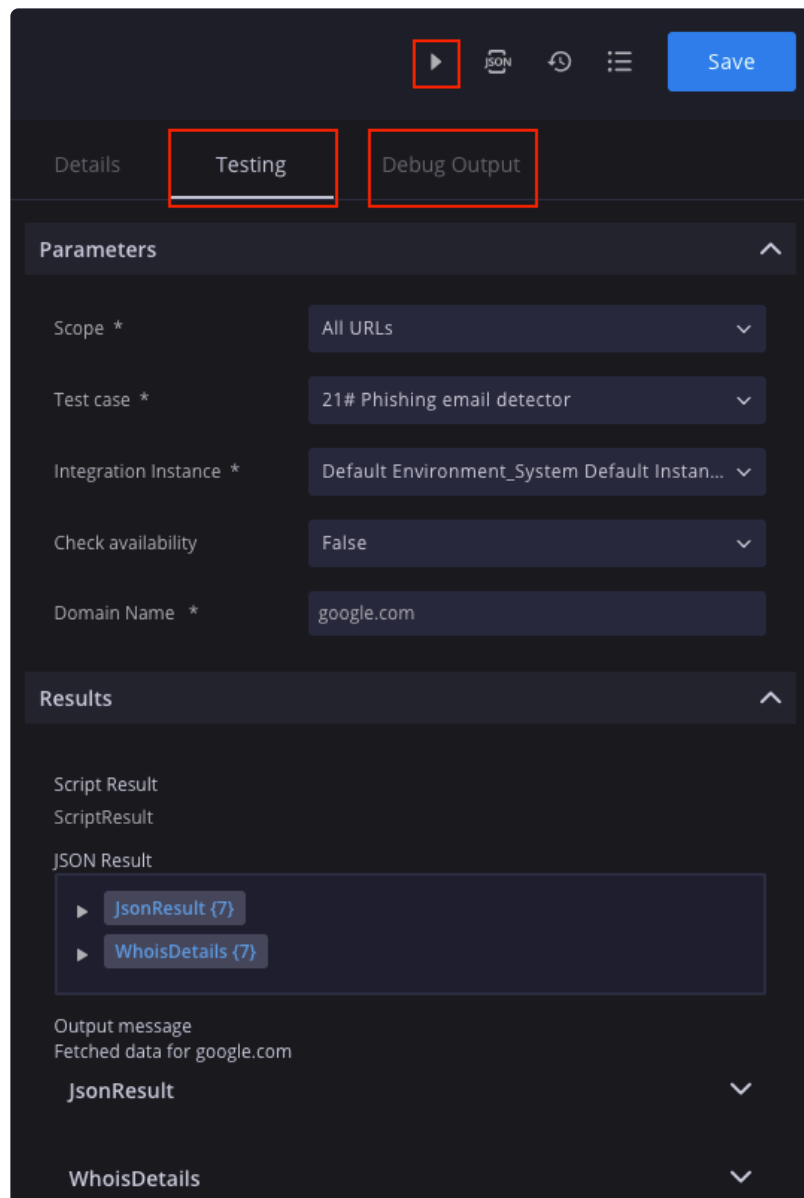 JSON
Save
Details Testing Debug Output
Parameters
Scope * All URLs
Test case * 21# Phishing email detector
Integration Instance * Default Environment_System Default Instan...
Check availability False
Domain Name * google.com
Results
Script Result
ScriptResult
JSON Result
JsonResult {7}
WhoisDetails {7}
Output message
Fetched data for google.com
JsonResult
WhoisDetails